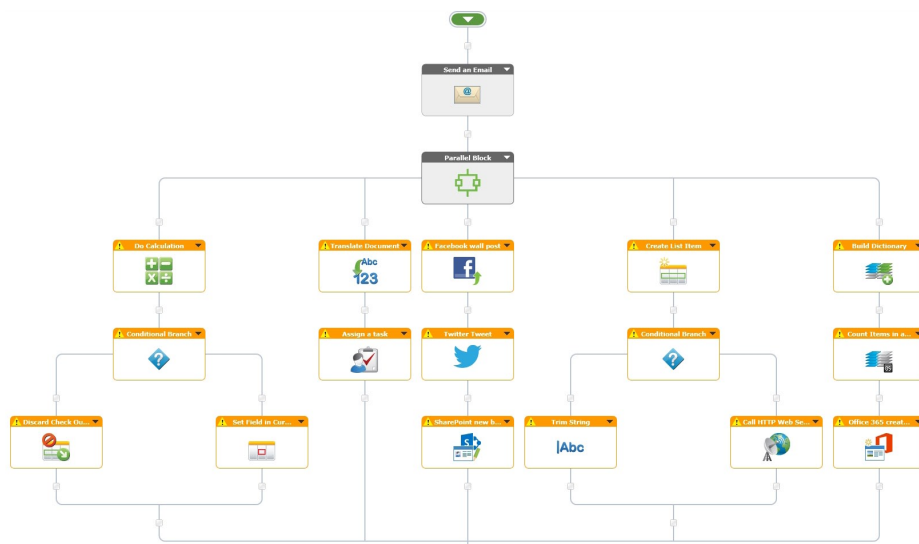 Send an Email
@
Parallel Block
Do Calculation
Translate Document
Facebook wall post
Create List Item
Build Dictionary
Abc
123
f
Conditional Branch
Assign a task
Twitter Tweet
Conditional Branch
Count Items in a...
?
?
05
Discard Check Ou...
Set Field in Cur...
SharePoint new b...
Trim String
Call HTTP Web Se...
Office 365 creat...
S
|Abc